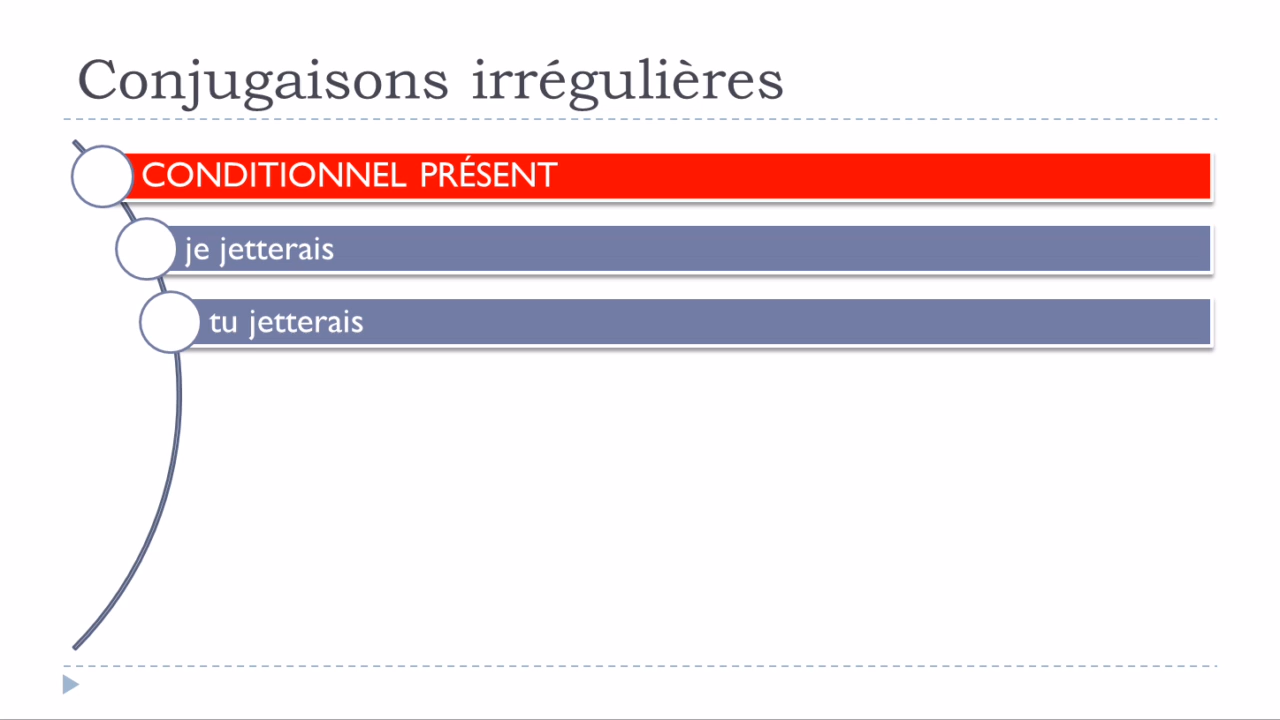 Conjugaisons irrégulières
CONDITIONNEL PRÉSENT
je jetterais
tu jetterais